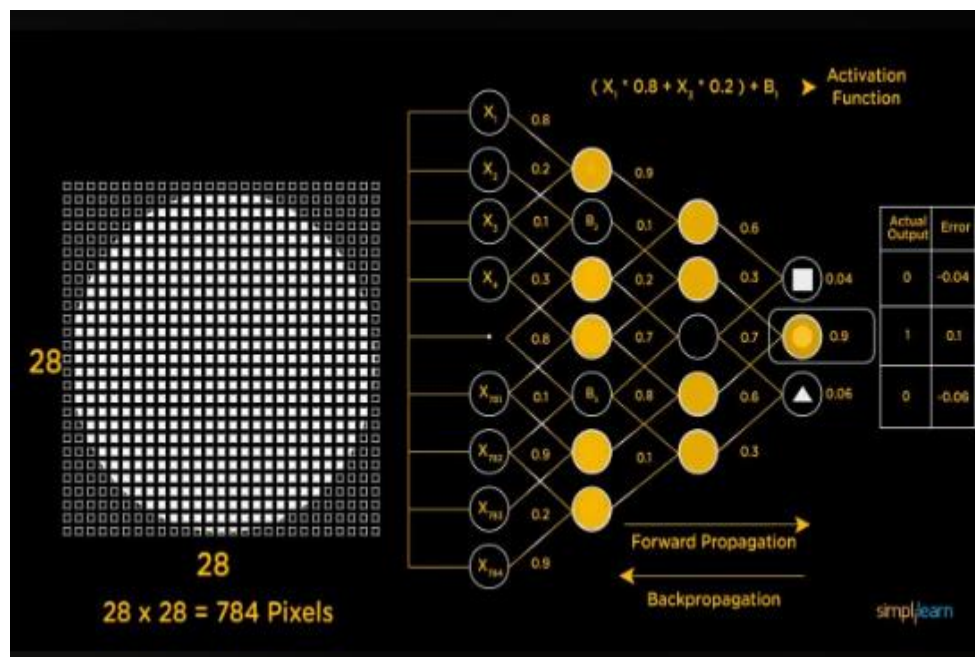 ( X₁ * 0.8 + X₃ * 0.2 ) + B₁
Activation
Function
X₁
0.8
X₂
0.2
0.9
X₃
0.1
B₂
0.1
0.6
X₄
0.3
0.2
0.3
0.04
28
0.8
0.7
0.7
0.9
X₇₈₁
0.1
0.8
0.6
0.06
X₇₈₂
0.9
0.1
0.3
X₇₈₃
0.2
X₇₈₄
0.9
Actual
Output
Error
0
-0.04
1
0.1
0
-0.06
Forward Propagation
Backpropagation
28
28 x 28 = 784 Pixels
simplilearn